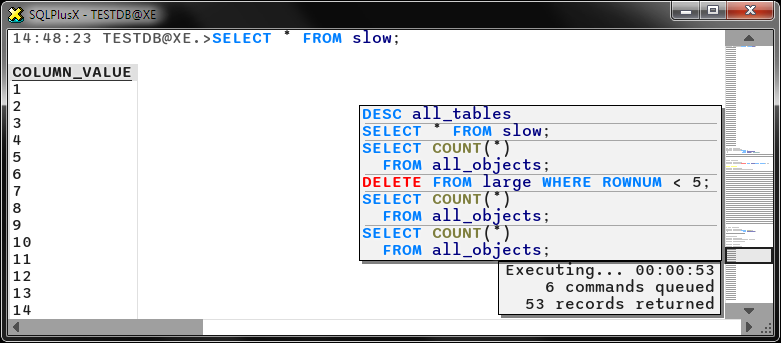 SQLPlusX - TESTDB@XE
14:48:23 TESTDB@XE.>SELECT * FROM slow;
COLUMN_VALUE
1
2
3
4
5
6
7
8
9
10
11
12
13
14
DESC all_tables
SELECT * FROM slow;
SELECT COUNT(*)
FROM all_objects;
DELETE FROM large WHERE ROWNUM < 5;
SELECT COUNT(*)
FROM all_objects;
SELECT COUNT(*)
FROM all_objects;
Executing... 00:00:53
6 commands queued
53 records returned